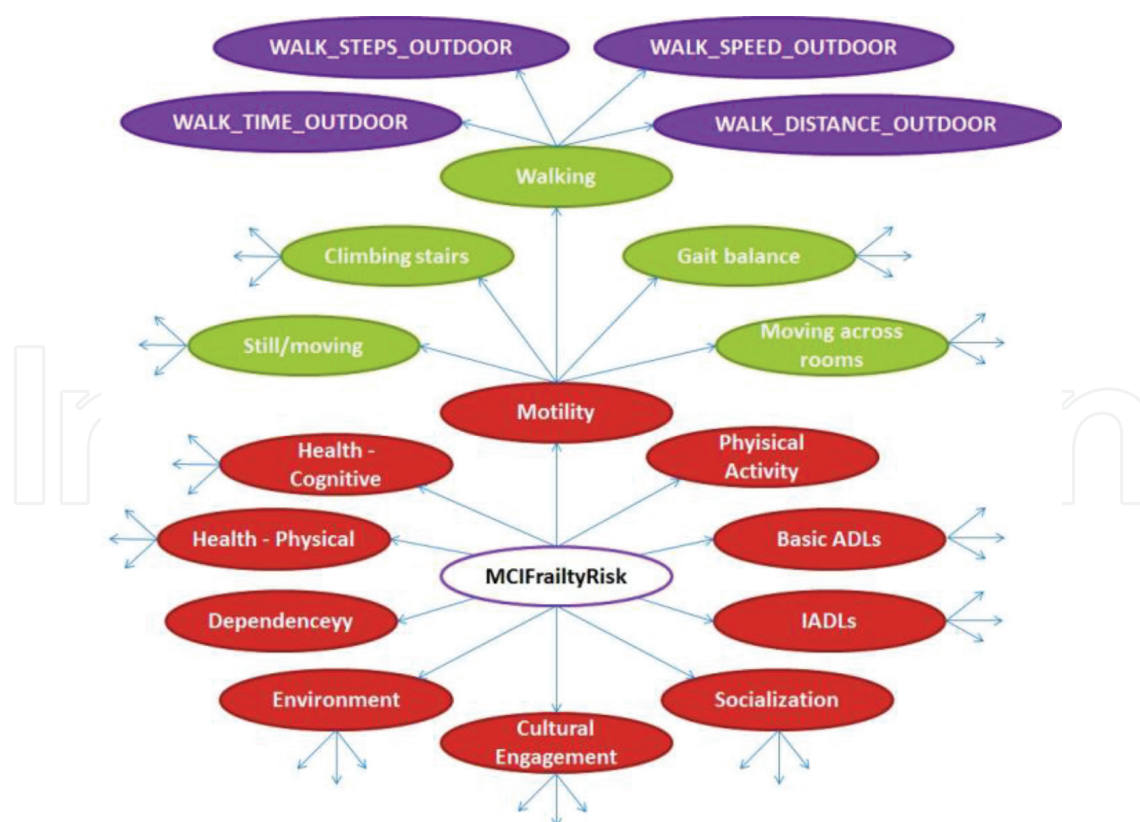 WALK_STEPS_OUTDOOR
WALK_SPEED_OUTDOOR
WALK_TIME_OUTDOOR
WALK_DISTANCE_OUTDOOR
Walking
Climbing stairs
Gait balance
Still/moving
Moving across
rooms
Motility
Health -
Cognitive
Phyisical
Activity
Health - Physical
Basic ADLs
MCIFrailtyRisk
Dependenceyy
IADLs
Environment
Socialization
Cultural
Engagement